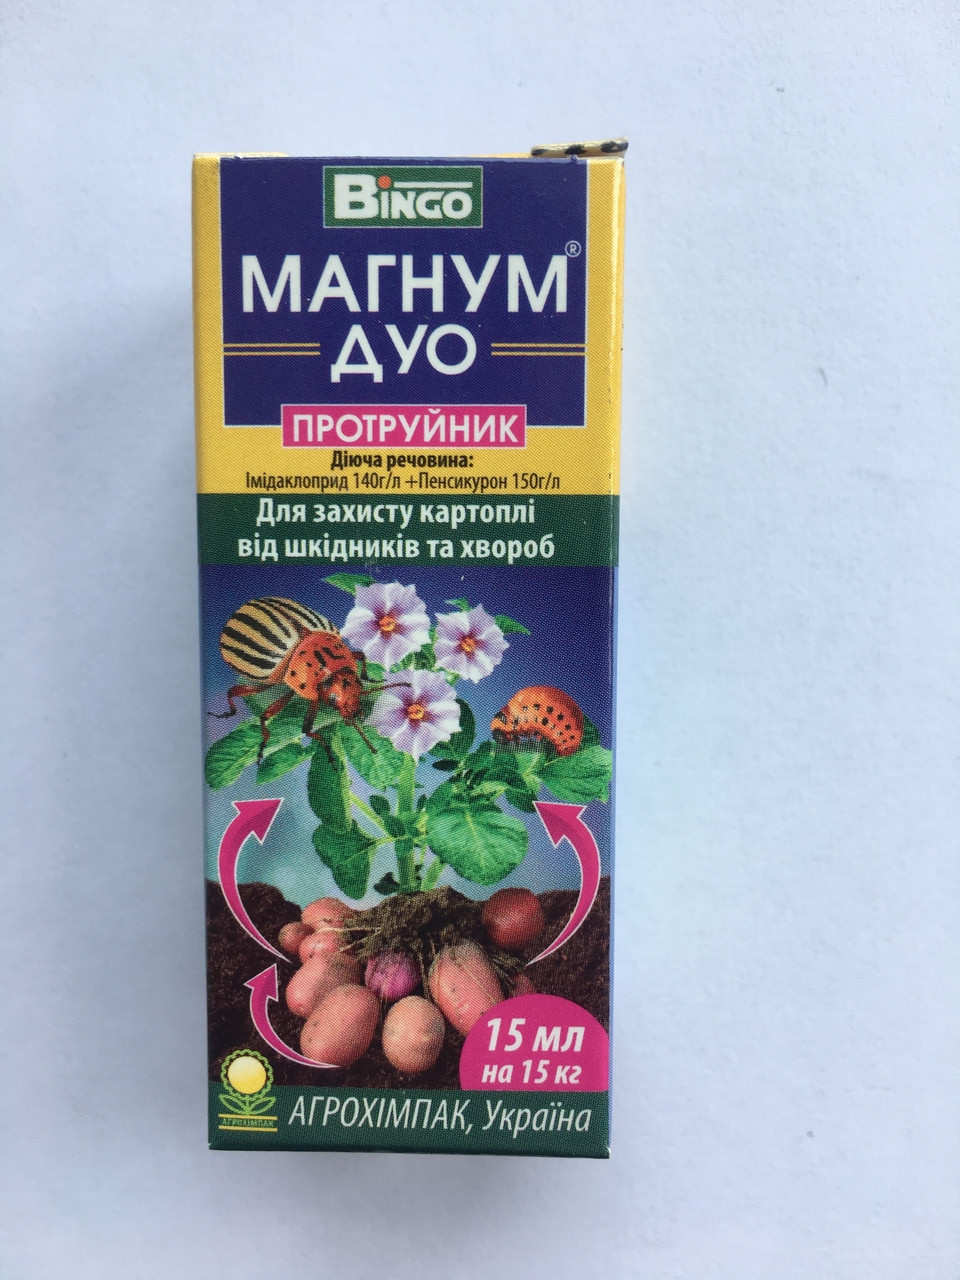 BiNGO
МАГНУМ®
ДУО
ПРОТРУЙНИК
Діюча речовина:
Імідаклоприд 140г/л +Пенсикурон 150г/л
Для захисту картоплі
від шкідників та хвороб
15 мл
на 15 кг
АГРОХІМПАК
АГРОХІМПАК, Україна